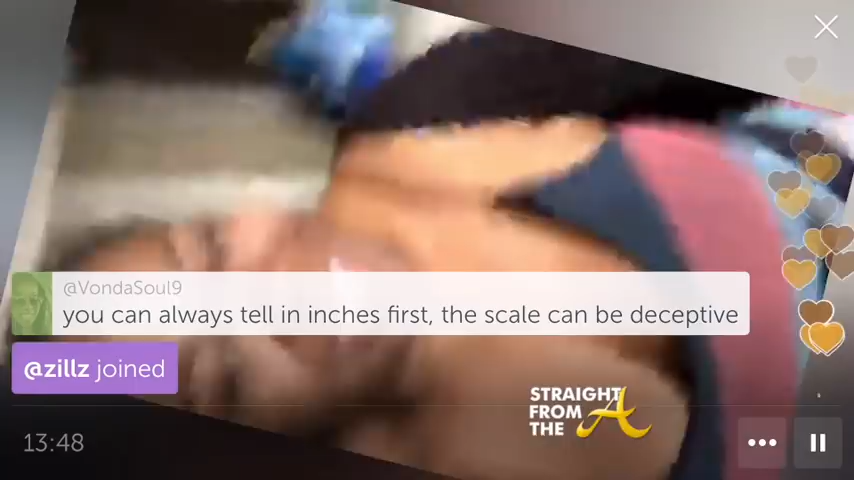 @VondaSoul9
you can always tell in inches first, the scale can be deceptive
@zillz joined
STRAIGHT
FROM
THE A
13:48